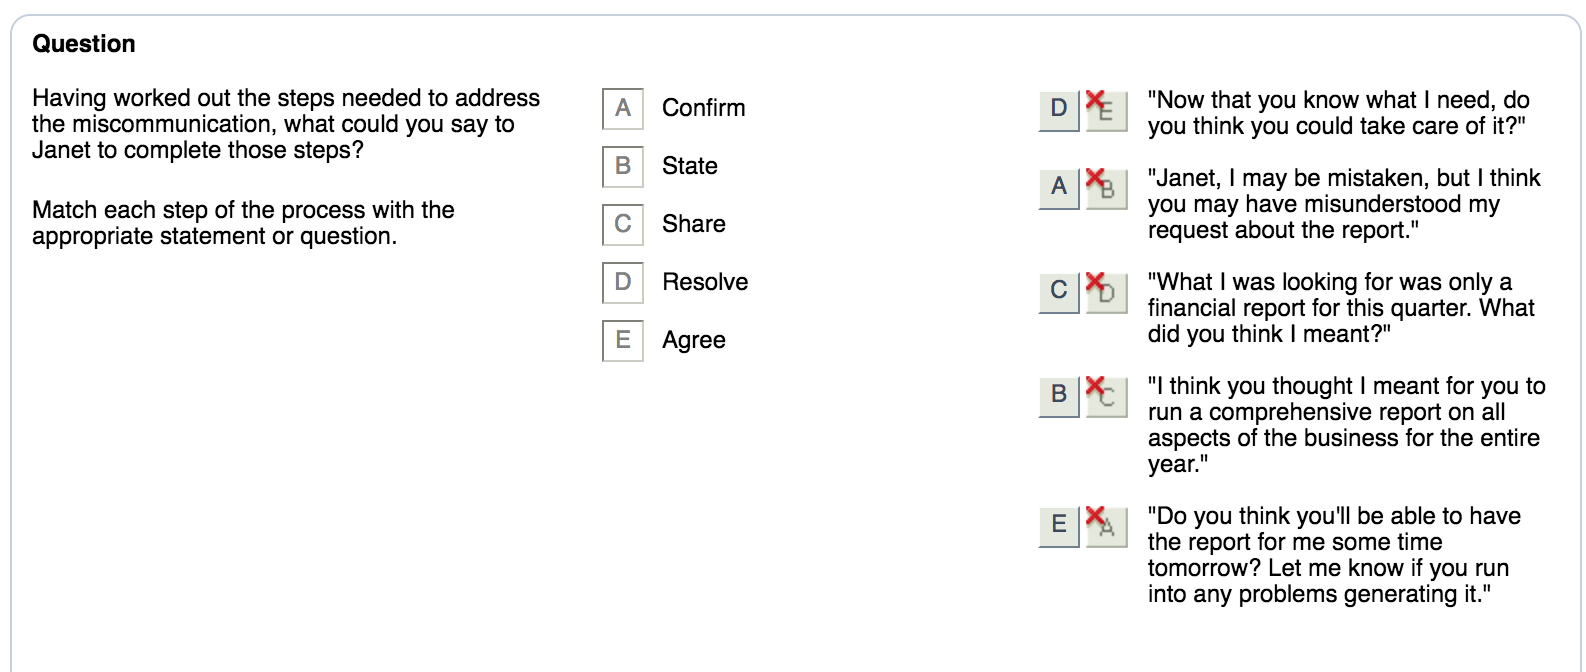 Question
Having worked out the steps needed to address
the miscommunication, what could you say to
Janet to complete those steps?
Match each step of the process with the
appropriate statement or question.
A Confirm
B State
C Share
D Resolve
E Agree
D E "Now that you know what I need, do
you think you could take care of it?"
A B "Janet, I may be mistaken, but I think
you may have misunderstood my
request about the report."
C D "What I was looking for was only a
financial report for this quarter. What
did you think I meant?"
B C "I think you thought I meant for you to
run a comprehensive report on all
aspects of the business for the entire
year."
E A "Do you think you'll be able to have
the report for me some time
tomorrow? Let me know if you run
into any problems generating it."